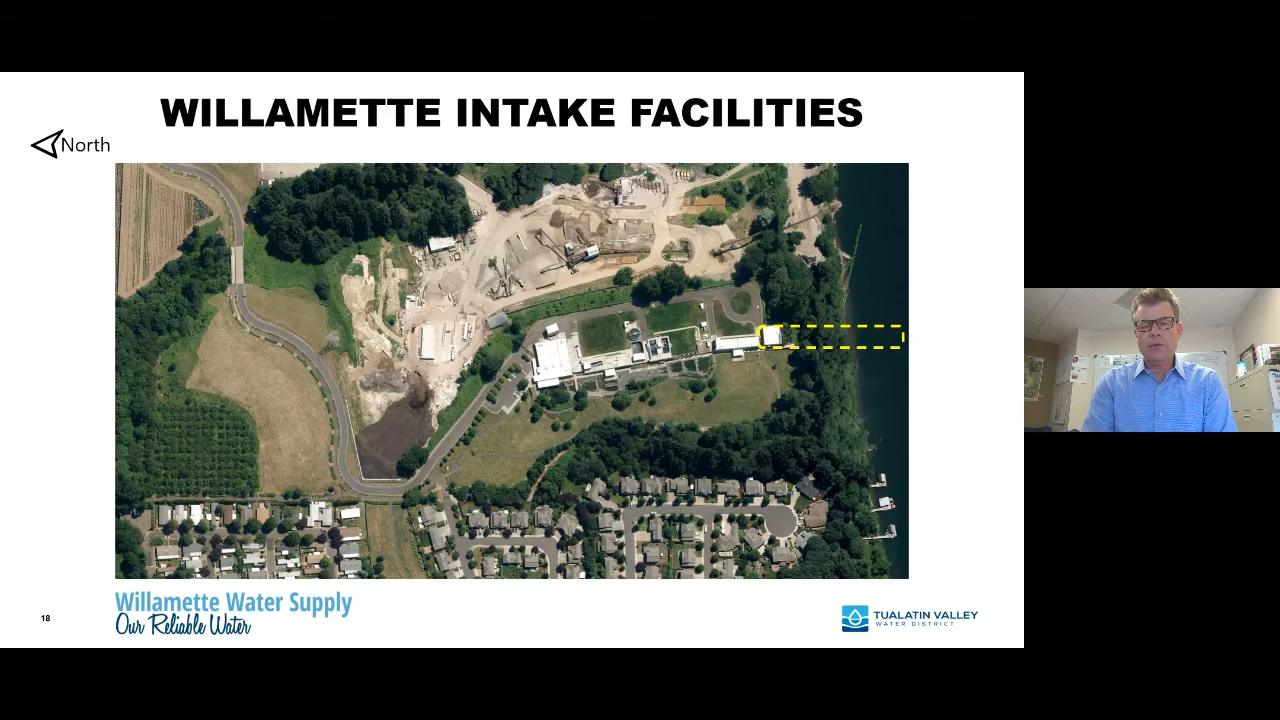 WILLAMETTE INTAKE FACILITIES
North
Willamette Water Supply
Our Reliable Water
18
TUALATIN VALLEY
WATER DISTRICT